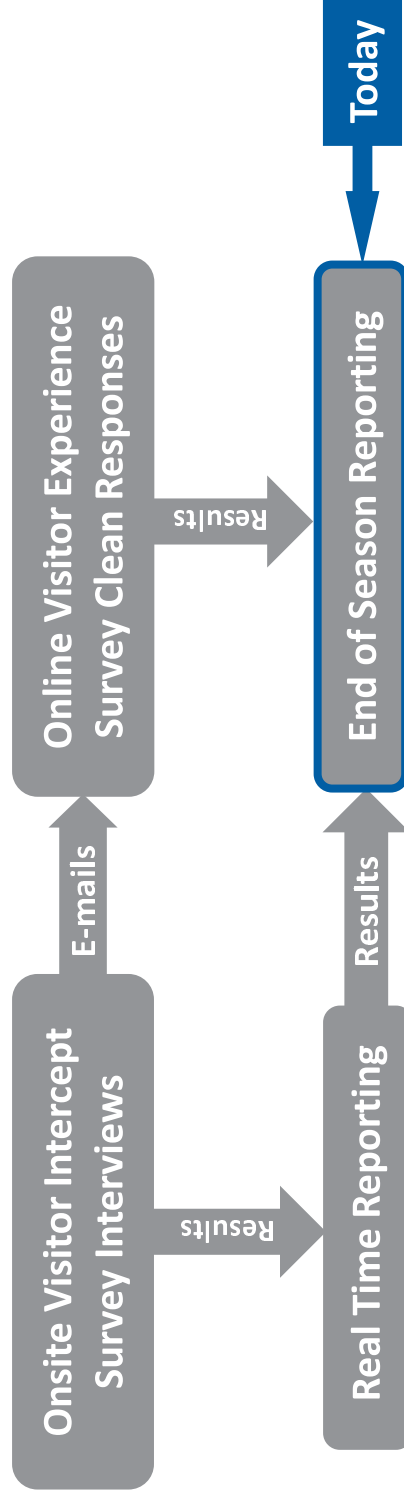 Onsite Visitor Intercept
Survey Interviews
E-mails
Online Visitor Experience
Survey Clean Responses
Results
Results
Real Time Reporting
Results
End of Season Reporting
Today